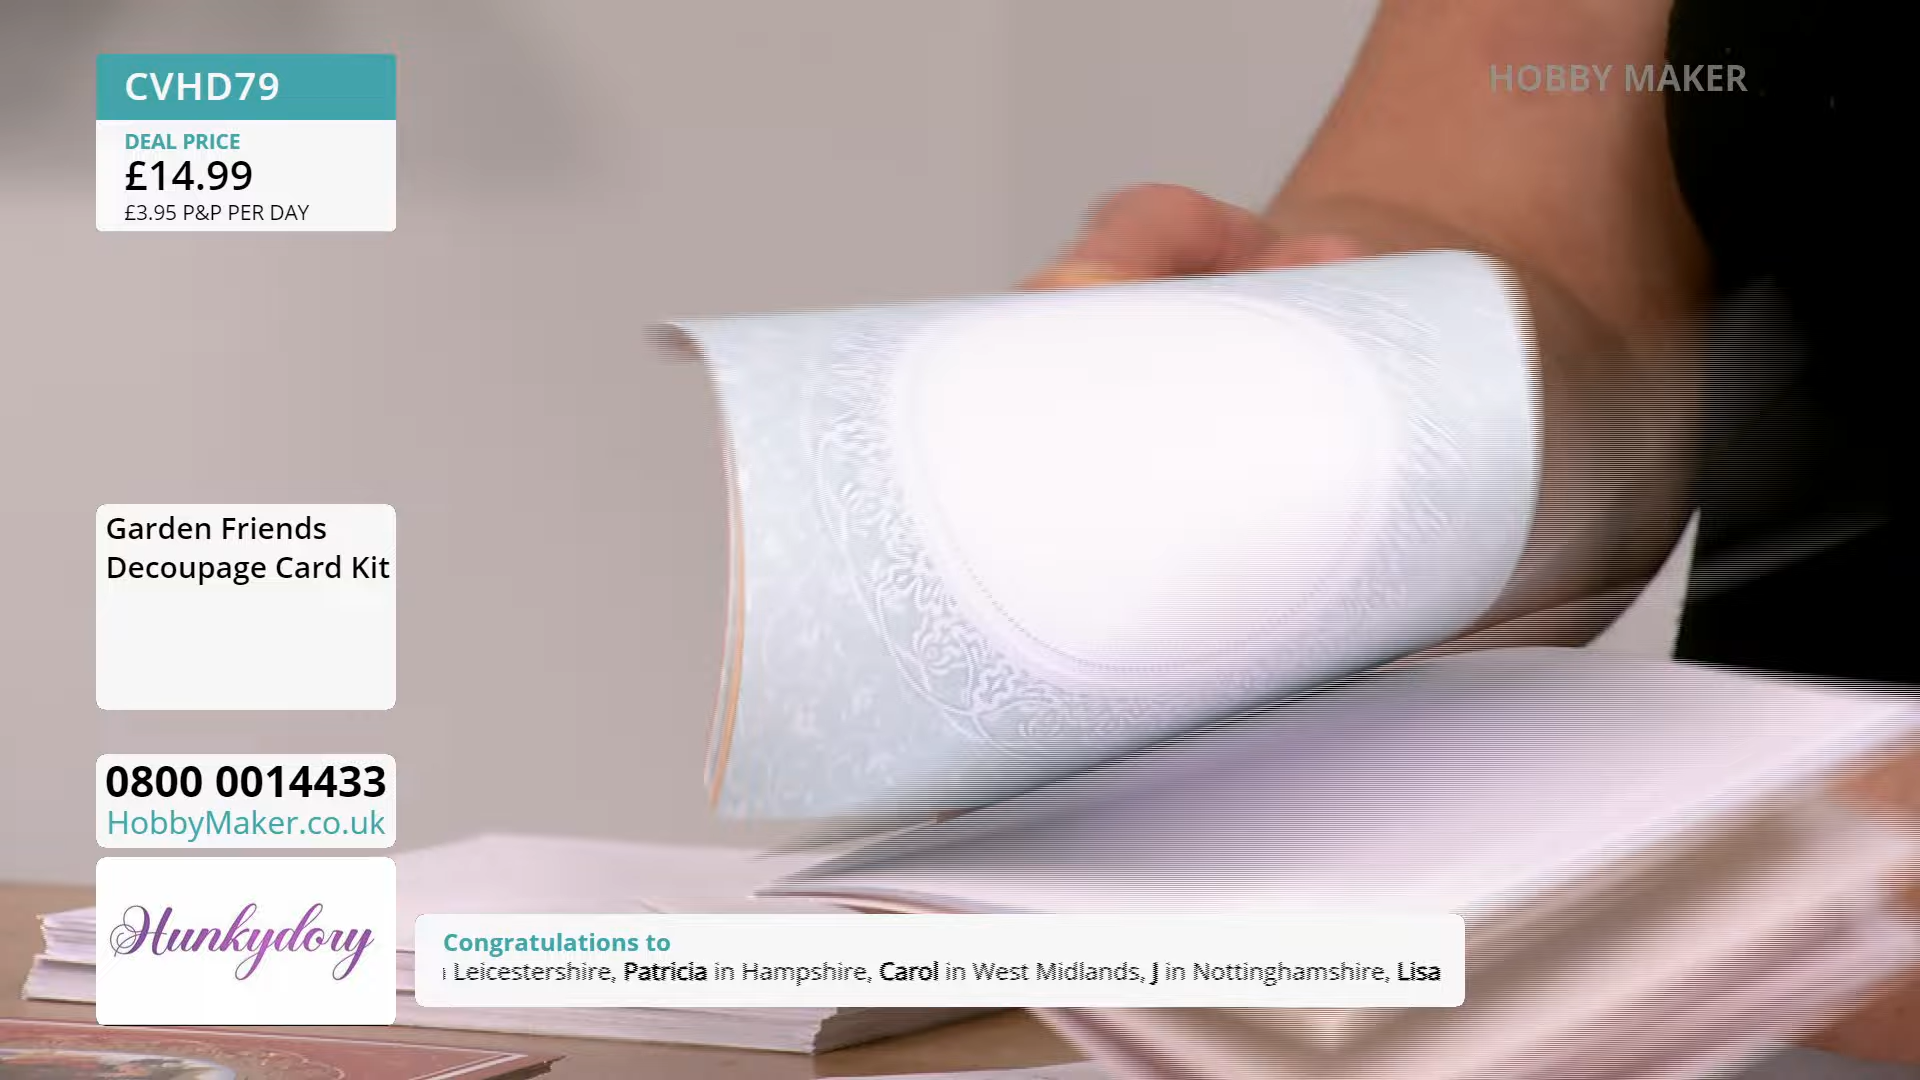 CVHD79
DEAL PRICE
£14.99
£3.95 P&P PER DAY
HOBBY MAKER
Garden Friends
Decoupage Card Kit
0800 0014433
HobbyMaker.co.uk
Hunkydory
Congratulations to
Leicestershire, Patricia in Hampshire, Carol in West Midlands, J in Nottinghamshire, Lisa